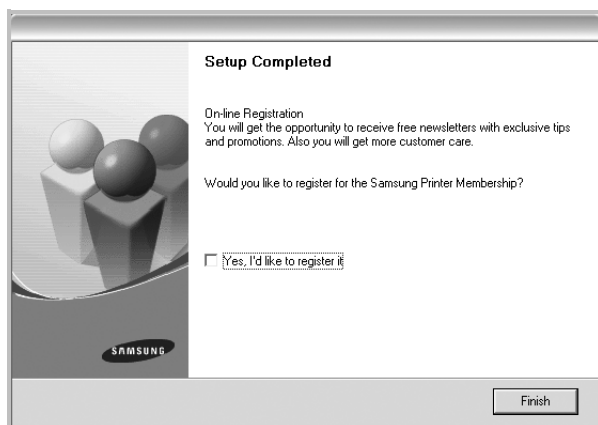 Setup Completed
On-line Registration
You will get the opportunity to receive free newsletters with exclusive tips
and promotions. Also you will get more customer care.
Would you like to register for the Samsung Printer Membership?
Yes, I'd like to register it
SAMSUNG
Finish